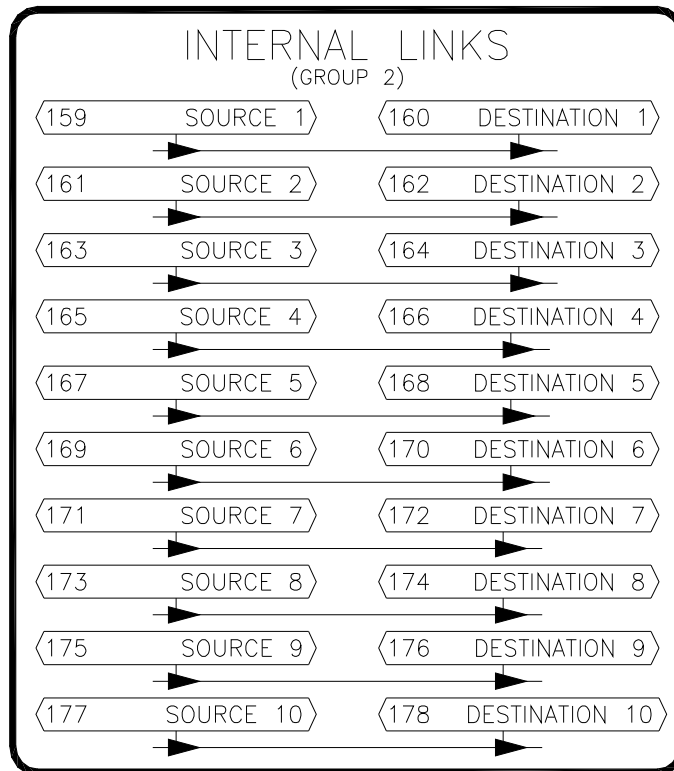 INTERNAL LINKS
(GROUP 2)
159 SOURCE 1 160 DESTINATION 1
161 SOURCE 2 162 DESTINATION 2
163 SOURCE 3 164 DESTINATION 3
165 SOURCE 4 166 DESTINATION 4
167 SOURCE 5 168 DESTINATION 5
169 SOURCE 6 170 DESTINATION 6
171 SOURCE 7 172 DESTINATION 7
173 SOURCE 8 174 DESTINATION 8
175 SOURCE 9 176 DESTINATION 9
177 SOURCE 10 178 DESTINATION 10